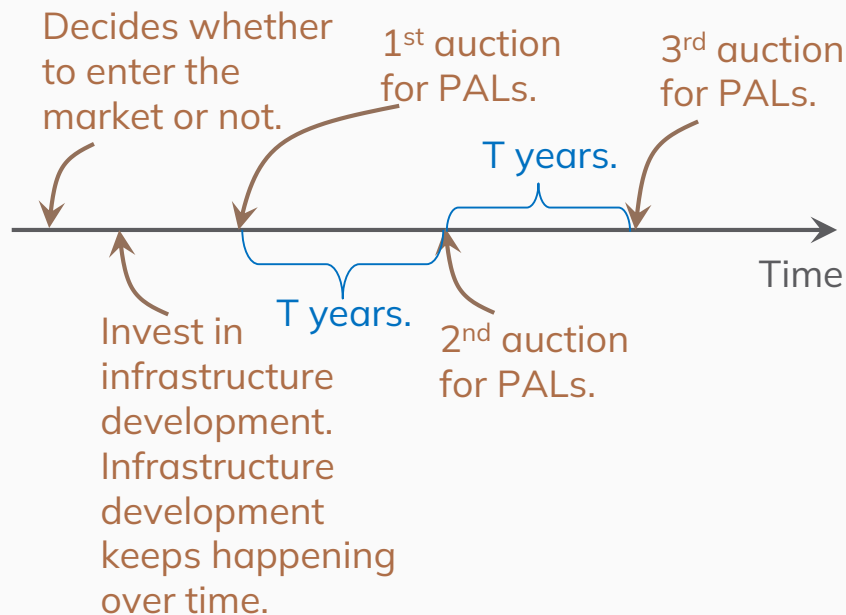 Decides whether
to enter the
market or not.
1st auction
for PALs.
3rd auction
for PALs.
T years.
Time
T years.
Invest in
infrastructure
development.
Infrastructure
development
keeps happening
over time.
2nd auction
for PALs.